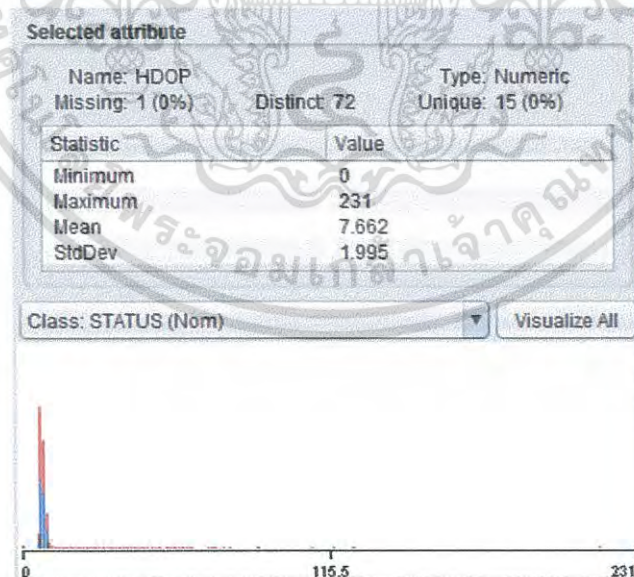 Selected attribute
Name: HDOP Type: Numeric
Missing: 1 (0%) Distinct: 72 Unique: 15 (0%)
Statistic Value
Minimum 0
Maximum 231
Mean 7.662
StdDev 1.995
Class: STATUS (Nom) Visualize All
0 115.5 231